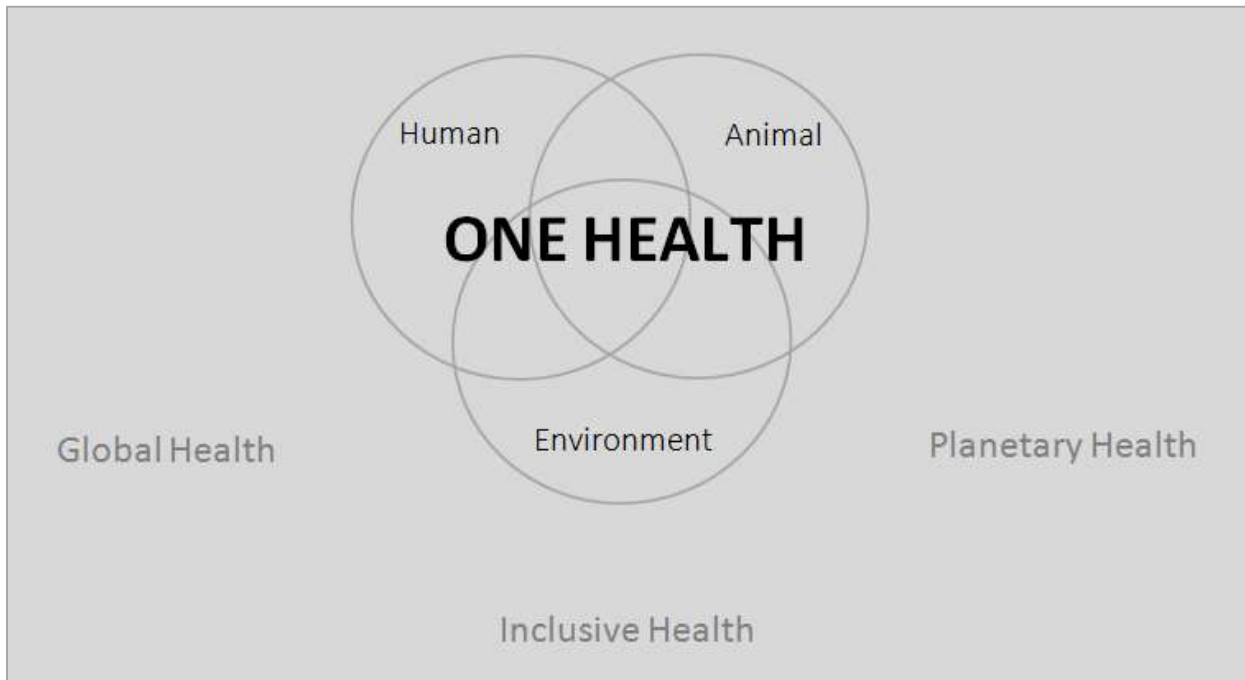 Human
Animal
ONE HEALTH
Environment
Global Health
Planetary Health
Inclusive Health